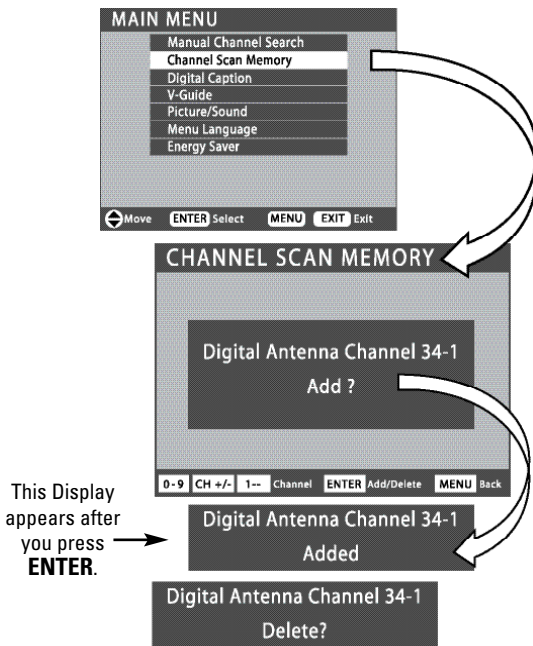 MAIN MENU
Manual Channel Search
Channel Scan Memory
Digital Caption
V-Guide
Picture/Sound
Menu Language
Energy Saver
Move ENTER Select MENU EXIT Exit
CHANNEL SCAN MEMORY
Digital Antenna Channel 34-1
Add ?
0-9 CH +/- 1-- Channel ENTER Add/Delete MENU Back
This Display
appears after
you press
ENTER.
Digital Antenna Channel 34-1
Added
Digital Antenna Channel 34-1
Delete?